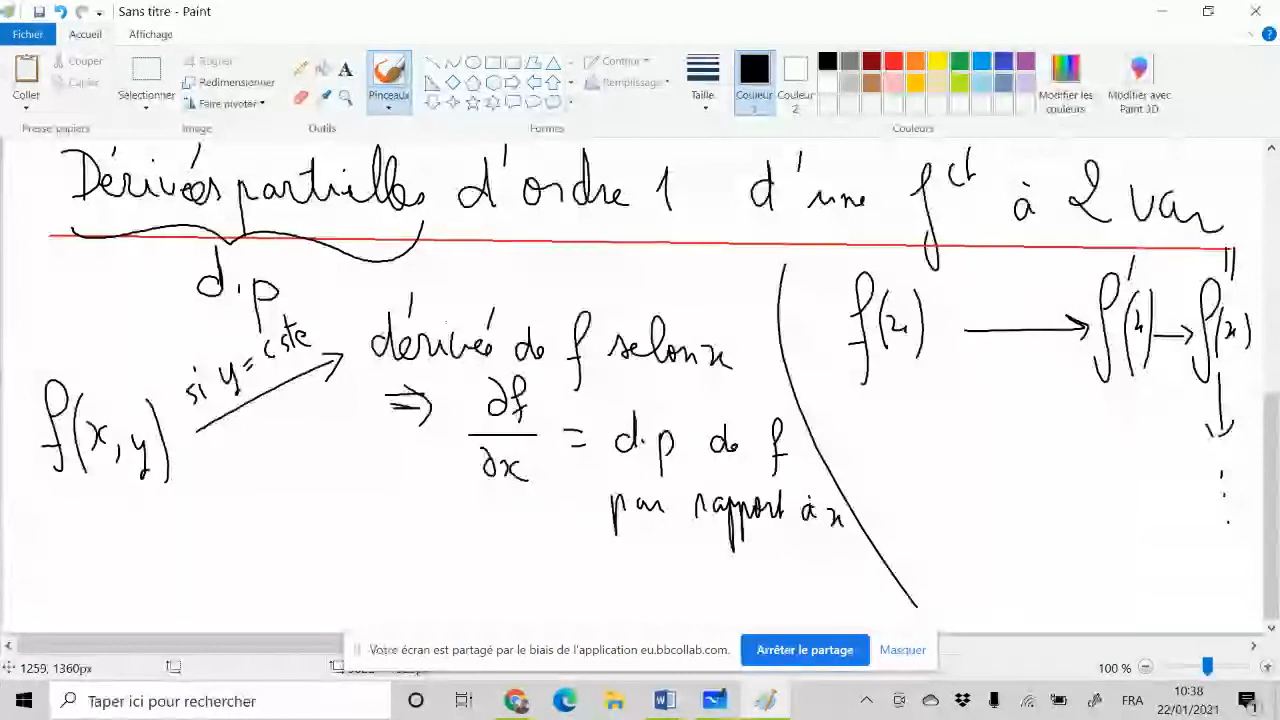 Sans titre - Paint
Fichier Accueil Affichage
Coller
Couper
Copier
Sélectionner
Rogner
Redimensionner
Faire pivoter
Pinceaux
Contour
Remplissage
Taille
Couleur 1
Couleur 2
Modifier les couleurs
Modifier avec Paint 3D
Presse-papiers Image Outils Formes Couleurs
Dérivées partielles d'ordre 1 d'une fct à 2 var
d.p
f(x,y) si y = cste
dérivée de f selon x
⇒ ∂f/∂x = d.p de f
par rapport à x
f(x) → f'(x) → f''(x)
↓
⋮
Votre écran est partagé par le biais de l'application eu.bbcollab.com. Arrêter le partage Masquer
1259, 1360px
100 %
Taper ici pour rechercher
FRA
10:38
22/01/2021